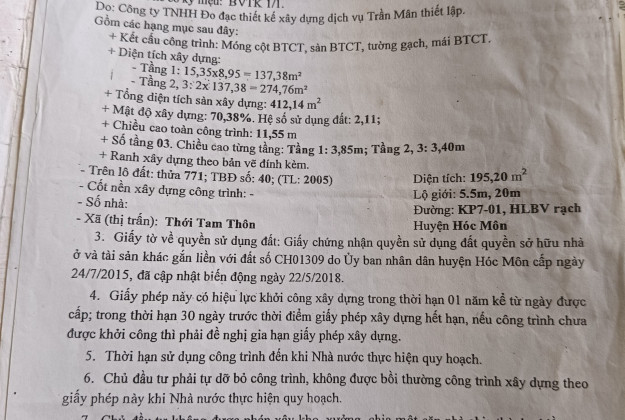 ký hiệu: BVTK 1/1.
Do: Công ty TNHH Đo đạc thiết kế xây dựng dịch vụ Trần Mân thiết lập.
Gồm các hạng mục sau đây:
+ Kết cấu công trình: Móng cột BTCT, sàn BTCT, tường gạch, mái BTCT.
+ Diện tích xây dựng:
- Tầng 1: 15,35x8,95 = 137,38m²
- Tầng 2, 3: 2x 137,38 = 274,76m²
+ Tổng diện tích sàn xây dựng: 412,14 m²
+ Mật độ xây dựng: 70,38%. Hệ số sử dụng đất: 2,11;
+ Chiều cao toàn công trình: 11,55 m
+ Số tầng 03. Chiều cao từng tầng: Tầng 1: 3,85m; Tầng 2, 3: 3,40m
+ Ranh xây dựng theo bản vẽ đính kèm.
- Trên lô đất: thửa 771; TBĐ số: 40; (TL: 2005) Diện tích: 195,20 m²
- Cốt nền xây dựng công trình: - Lộ giới: 5.5m, 20m
- Số nhà: Đường: KP7-01, HLBV rạch
- Xã (thị trấn): Thới Tam Thôn Huyện Hóc Môn
3. Giấy tờ về quyền sử dụng đất: Giấy chứng nhận quyền sử dụng đất quyền sở hữu nhà
ở và tài sản khác gắn liền với đất số CH01309 do Ủy ban nhân dân huyện Hóc Môn cấp ngày
24/7/2015, đã cập nhật biến động ngày 22/5/2018.
4. Giấy phép này có hiệu lực khởi công xây dựng trong thời hạn 01 năm kể từ ngày được
cấp; trong thời hạn 30 ngày trước thời điểm giấy phép xây dựng hết hạn, nếu công trình chưa
được khởi công thì phải đề nghị gia hạn giấy phép xây dựng.
5. Thời hạn sử dụng công trình đến khi Nhà nước thực hiện quy hoạch.
6. Chủ đầu tư phải tự dỡ bỏ công trình, không được bồi thường công trình xây dựng theo
giấy phép này khi Nhà nước thực hiện quy hoạch.